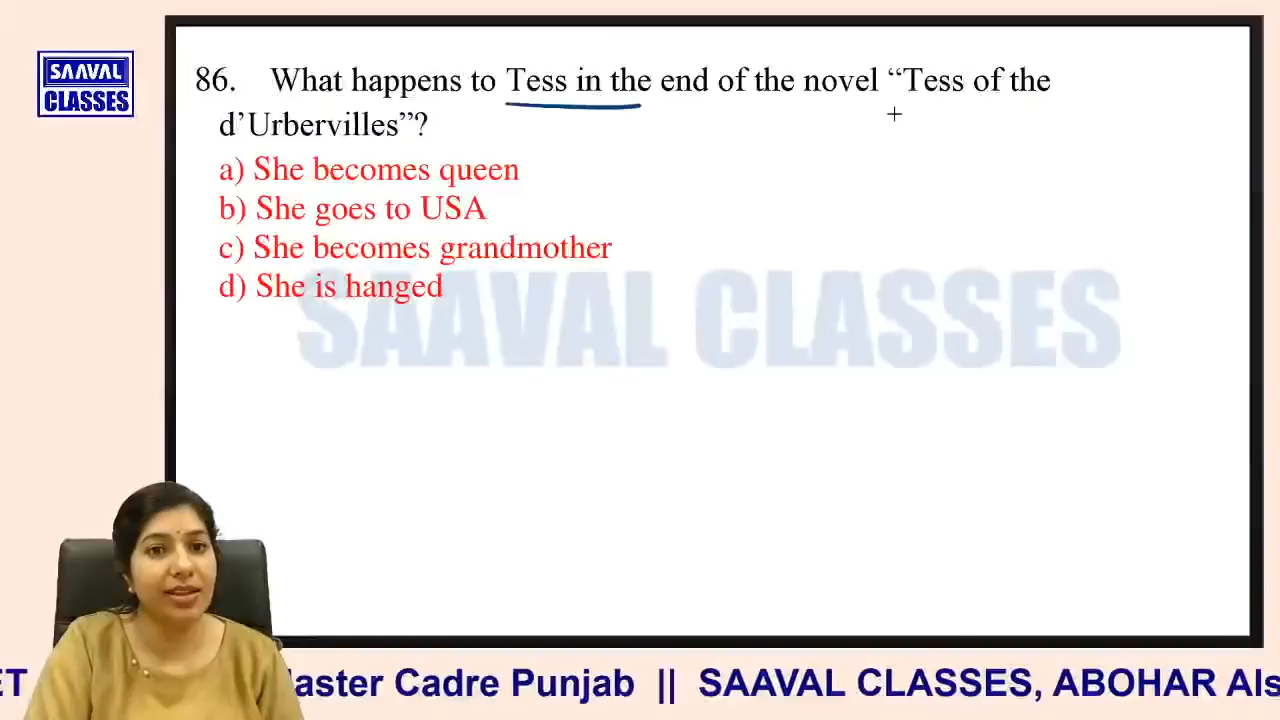 SAAVAL
CLASSES
86. What happens to Tess in the end of the novel “Tess of the
d’Urbervilles”?
a) She becomes queen
b) She goes to USA
c) She becomes grandmother
d) She is hanged
SAAVAL CLASSES
ET laster Cadre Punjab || SAAVAL CLASSES, ABOHAR Als